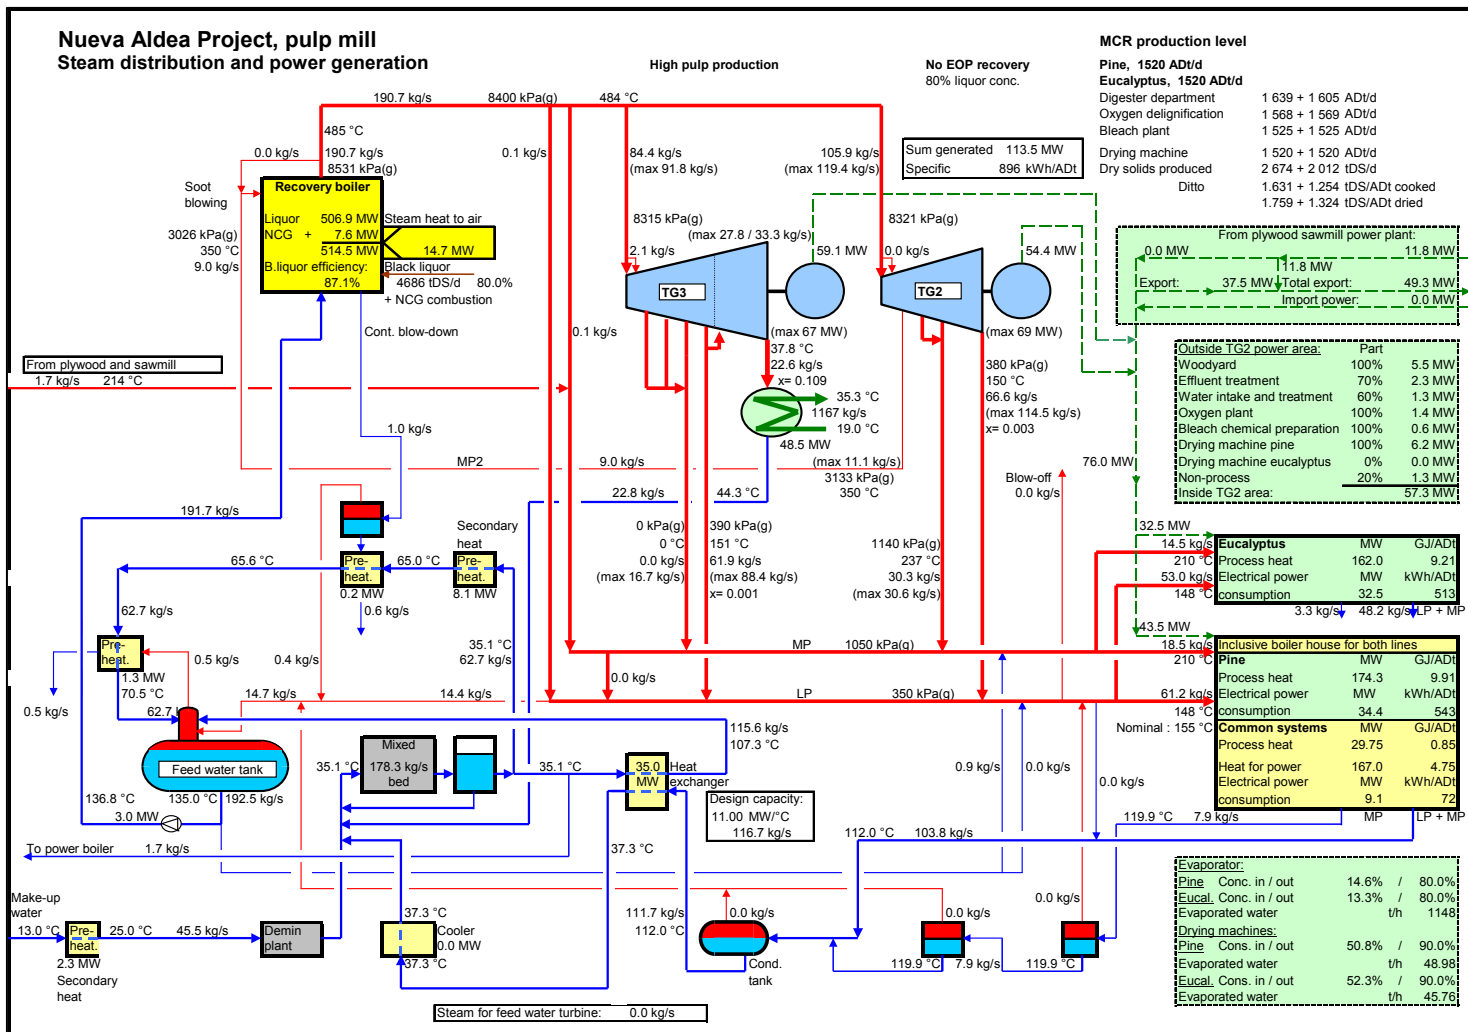 Nueva Aldea Project, pulp mill
Steam distribution and power generation
High pulp production
No EOP recovery
80% liquor conc.
MCR production level
Pine, 1520 ADt/d
Eucalyptus, 1520 ADt/d
Digester department 1 639 + 1 605 ADt/d
Oxygen delignification 1 568 + 1 569 ADt/d
Bleach plant 1 525 + 1 525 ADt/d
Drying machine 1 520 + 1 520 ADt/d
Dry solids produced 2 674 + 2 012 tDS/d
Ditto 1.631 + 1.254 tDS/ADt cooked
1.759 + 1.324 tDS/ADt dried
190.7 kg/s 8400 kPa(g) 484 °C
485 °C
0.0 kg/s 190.7 kg/s
8531 kPa(g)
0.1 kg/s
84.4 kg/s
(max 91.8 kg/s)
105.9 kg/s
(max 119.4 kg/s)
Sum generated 113.5 MW
Specific 896 kWh/ADt
Soot
blowing
Recovery boiler
Liquor 506.9 MW
NCG + 7.6 MW
514.5 MW
B.liquor efficiency:
87.1%
Steam heat to air
14.7 MW
Black liquor
4686 tDS/d 80.0%
+ NCG combustion
3026 kPa(g)
350 °C
9.0 kg/s
8315 kPa(g)
(max 27.8 / 33.3 kg/s)
2.1 kg/s
59.1 MW
TG3
(max 67 MW)
8321 kPa(g)
0.0 kg/s
54.4 MW
TG2
(max 69 MW)
From plywood sawmill power plant:
0.0 MW 11.8 MW
11.8 MW
Export: 37.5 MW Total export: 49.3 MW
Import power: 0.0 MW
Cont. blow-down
0.1 kg/s
37.8 °C
22.6 kg/s
x= 0.109
35.3 °C
1167 kg/s
19.0 °C
48.5 MW
380 kPa(g)
150 °C
66.6 kg/s
(max 114.5 kg/s)
x= 0.003
From plywood and sawmill
1.7 kg/s 214 °C
Outside TG2 power area: Part
Woodyard 100% 5.5 MW
Effluent treatment 70% 2.3 MW
Water intake and treatment 60% 1.3 MW
Oxygen plant 100% 1.4 MW
Bleach chemical preparation 100% 0.6 MW
Drying machine pine 100% 6.2 MW
Drying machine eucalyptus 0% 0.0 MW
Non-process 20% 1.3 MW
Inside TG2 area: 57.3 MW
1.0 kg/s
MP2 9.0 kg/s
(max 11.1 kg/s)
3133 kPa(g)
350 °C
76.0 MW
Blow-off
0.0 kg/s
22.8 kg/s 44.3 °C
191.7 kg/s
Secondary
heat
0 kPa(g)
0 °C
0.0 kg/s
(max 16.7 kg/s)
390 kPa(g)
151 °C
61.9 kg/s
(max 88.4 kg/s)
x= 0.001
1140 kPa(g)
237 °C
30.3 kg/s
(max 30.6 kg/s)
32.5 MW
14.5 kg/s
210 °C
53.0 kg/s
148 °C
Eucalyptus MW GJ/ADt
Process heat 162.0 9.21
Electrical power MW kWh/ADt
consumption 32.5 513
3.3 kg/s 48.2 kg/s LP + MP
65.6 °C
Pre-
heat.
0.2 MW
65.0 °C
Pre-
heat.
8.1 MW
0.6 kg/s
62.7 kg/s
Pre-
heat.
1.3 MW
70.5 °C
0.5 kg/s
0.4 kg/s
35.1 °C
62.7 kg/s
0.5 kg/s
43.5 MW
18.5 kg/s
210 °C
MP 1050 kPa(g)
0.0 kg/s
LP 350 kPa(g)
61.2 kg/s
148 °C
Nominal : 155 °C
Inclusive boiler house for both lines
Pine MW GJ/ADt
Process heat 174.3 9.91
Electrical power MW kWh/ADt
consumption 34.4 543
Common systems MW GJ/ADt
Process heat 29.75 0.85
Heat for power 167.0 4.75
Electrical power MW kWh/ADt
consumption 9.1 72
MP LP + MP
14.7 kg/s 14.4 kg/s
62.7
Feed water tank
136.8 °C 135.0 °C 192.5 kg/s
3.0 MW
115.6 kg/s
107.3 °C
35.1 °C
Mixed
178.3 kg/s
bed
35.1 °C
35.0
MW
Heat
exchanger
Design capacity:
11.00 MW/°C
116.7 kg/s
0.9 kg/s 0.0 kg/s
0.0 kg/s
119.9 °C 7.9 kg/s
112.0 °C 103.8 kg/s
To power boiler 1.7 kg/s
37.3 °C
Make-up
water
13.0 °C
Pre-
heat.
2.3 MW
Secondary
heat
25.0 °C 45.5 kg/s
Demin
plant
37.3 °C
Cooler
0.0 MW
37.3 °C
111.7 kg/s
112.0 °C
0.0 kg/s
Cond.
tank
0.0 kg/s
0.0 kg/s
119.9 °C 7.9 kg/s 119.9 °C
Evaporator:
Pine Conc. in / out 14.6% / 80.0%
Eucal. Conc. in / out 13.3% / 80.0%
Evaporated water t/h 1148
Drying machines:
Pine Cons. in / out 50.8% / 90.0%
Evaporated water t/h 48.98
Eucal. Cons. in / out 52.3% / 90.0%
Evaporated water t/h 45.76
Steam for feed water turbine: 0.0 kg/s